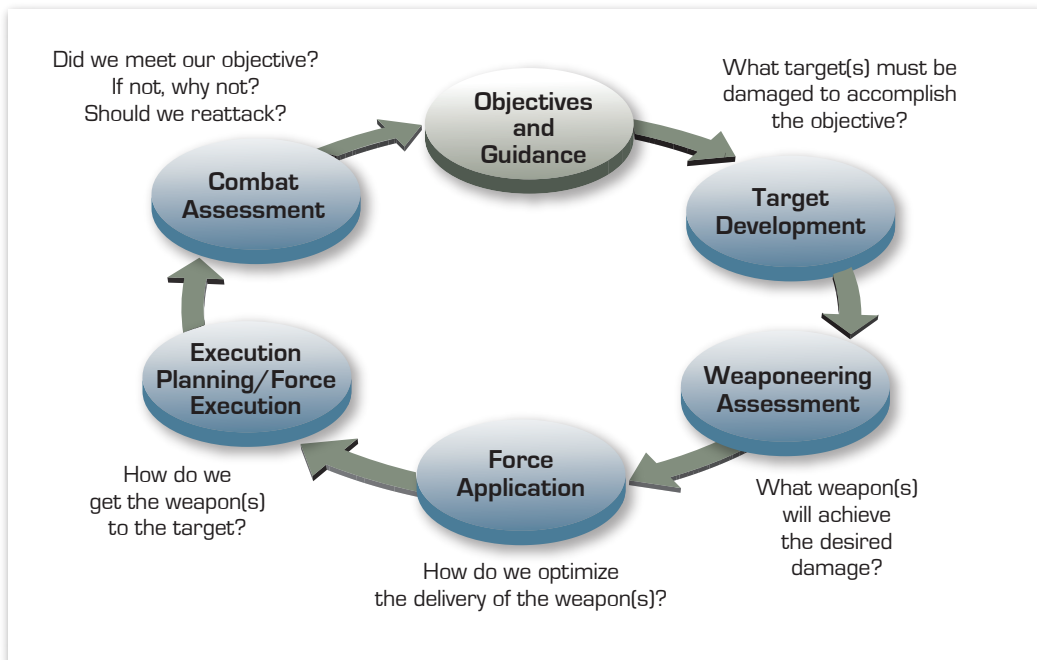 Did we meet our objective?
If not, why not?
Should we reattack?
Objectives
and
Guidance
What target(s) must be
damaged to accomplish
the objective?
Combat
Assessment
Target
Development
Execution
Planning/Force
Execution
Weaponeering
Assessment
Force
Application
How do we
get the weapon(s)
to the target?
What weapon(s)
will achieve
the desired
damage?
How do we optimize
the delivery of the weapon(s)?